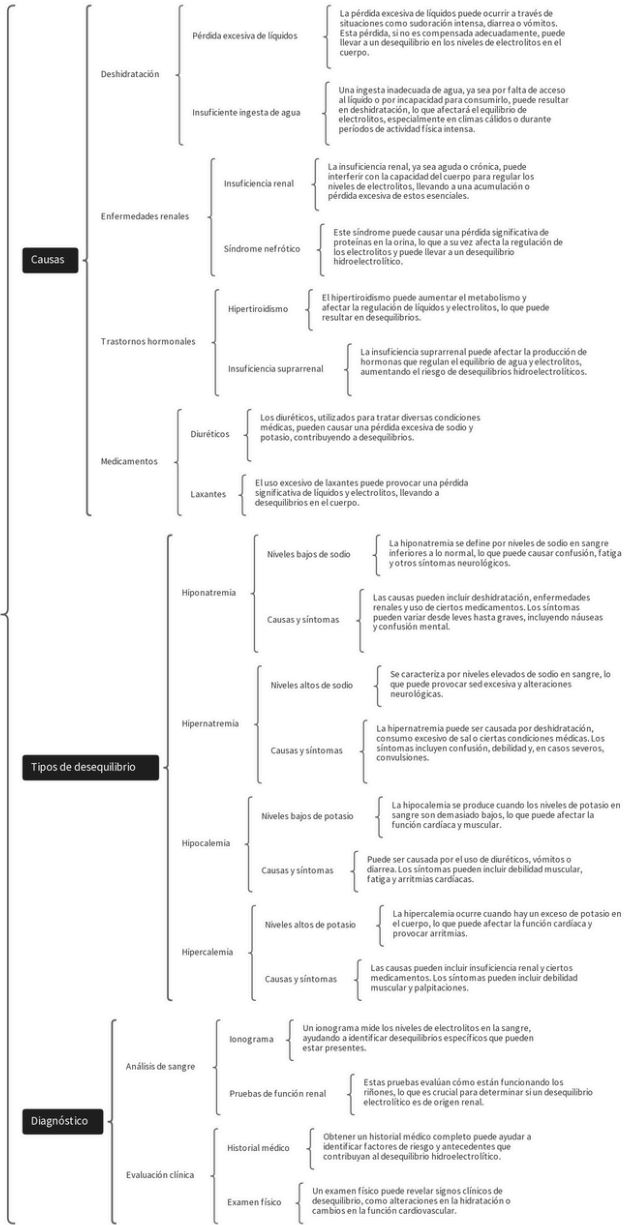 Causas
Deshidratación
Pérdida excesiva de líquidos
La pérdida excesiva de líquidos puede ocurrir a través de
situaciones como sudoración intensa, diarrea o vómitos.
Esta pérdida, si no es compensada adecuadamente, puede
llevar a un desequilibrio en los niveles de electrolitos en el
cuerpo.
Insuficiente ingesta de agua
Una ingesta inadecuada de agua, ya sea por falta de acceso
al líquido o por incapacidad para consumirlo, puede resultar
en deshidratación, lo que afectará el equilibrio de
electrolitos, especialmente en climas cálidos o durante
períodos de actividad física intensa.
Enfermedades renales
Insuficiencia renal
La insuficiencia renal, ya sea aguda o crónica, puede
interferir con la capacidad del cuerpo para regular los
niveles de electrolitos, llevando a una acumulación o
pérdida excesiva de estos esenciales.
Síndrome nefrótico
Este síndrome puede causar una pérdida significativa de
proteínas en la orina, lo que a su vez afecta la regulación de
los electrolitos y puede llevar a un desequilibrio
hidroelectrolítico.
Trastornos hormonales
Hipertiroidismo
El hipertiroidismo puede aumentar el metabolismo y
afectar la regulación de líquidos y electrolitos, lo que puede
resultar en desequilibrios.
Insuficiencia suprarrenal
La insuficiencia suprarrenal puede afectar la producción de
hormonas que regulan el equilibrio de agua y electrolitos,
aumentando el riesgo de desequilibrios hidroelectrolíticos.
Medicamentos
Diuréticos
Los diuréticos, utilizados para tratar diversas condiciones
médicas, pueden causar una pérdida excesiva de sodio y
potasio, contribuyendo a desequilibrios.
Laxantes
El uso excesivo de laxantes puede provocar una pérdida
significativa de líquidos y electrolitos, llevando a
desequilibrios en el cuerpo.
Tipos de desequilibrio
Hiponatremia
Niveles bajos de sodio
La hiponatremia se define por niveles de sodio en sangre
inferiores a lo normal, lo que puede causar confusión, fatiga
y otros síntomas neurológicos.
Causas y síntomas
Las causas pueden incluir deshidratación, enfermedades
renales y uso de ciertos medicamentos. Los síntomas
pueden variar desde leves hasta graves, incluyendo náuseas
y confusión mental.
Hipernatremia
Niveles altos de sodio
Se caracteriza por niveles elevados de sodio en sangre, lo
que puede provocar sed excesiva y alteraciones
neurológicas.
Causas y síntomas
La hipernatremia puede ser causada por deshidratación,
consumo excesivo de sal o ciertas condiciones médicas. Los
síntomas incluyen confusión, debilidad y, en casos severos,
convulsiones.
Hipocalemia
Niveles bajos de potasio
La hipocalemia se produce cuando los niveles de potasio en
sangre son demasiado bajos, lo que puede afectar la
función cardíaca y muscular.
Causas y síntomas
Puede ser causada por el uso de diuréticos, vómitos o
diarrea. Los síntomas pueden incluir debilidad muscular,
fatiga y arritmias cardíacas.
Hipercalemia
Niveles altos de potasio
La hipercalemia ocurre cuando hay un exceso de potasio en
el cuerpo, lo que puede afectar la función cardíaca y
provocar arritmias.
Causas y síntomas
Las causas pueden incluir insuficiencia renal y ciertos
medicamentos. Los síntomas pueden incluir debilidad
muscular y palpitaciones.
Diagnóstico
Análisis de sangre
Ionograma
Un ionograma mide los niveles de electrolitos en la sangre,
ayudando a identificar desequilibrios específicos que pueden
estar presentes.
Pruebas de función renal
Estas pruebas evalúan cómo están funcionando los
riñones, lo que es crucial para determinar si un desequilibrio
electrolítico es de origen renal.
Evaluación clínica
Historial médico
Obtener un historial médico completo puede ayudar a
identificar factores de riesgo y antecedentes que
contribuyan al desequilibrio hidroelectrolítico.
Examen físico
Un examen físico puede revelar signos clínicos de
desequilibrio, como alteraciones en la hidratación o
cambios en la función cardiovascular.